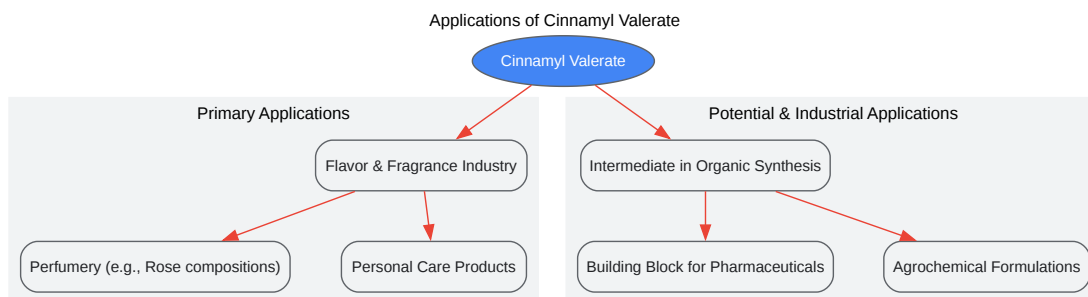 Applications of Cinnamyl Valerate
Cinnamyl Valerate
Primary Applications
Potential & Industrial Applications
Flavor & Fragrance Industry
Intermediate in Organic Synthesis
Perfumery (e.g., Rose compositions)
Personal Care Products
Building Block for Pharmaceuticals
Agrochemical Formulations